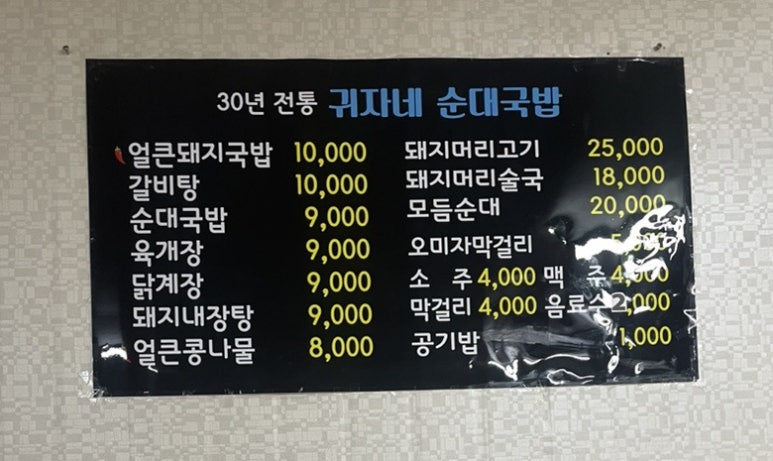 30년 전통 귀자네 순대국밥
얼큰돼지국밥 10,000
갈비탕 10,000
순대국밥 9,000
육개장 9,000
닭계장 9,000
돼지내장탕 9,000
얼큰콩나물 8,000
돼지머리고기 25,000
돼지머리술국 18,000
모듬순대 20,000
오미자막걸리
소 주 4,000 맥 주 4,000
막걸리 4,000 음료수 2,000
공기밥 1,000